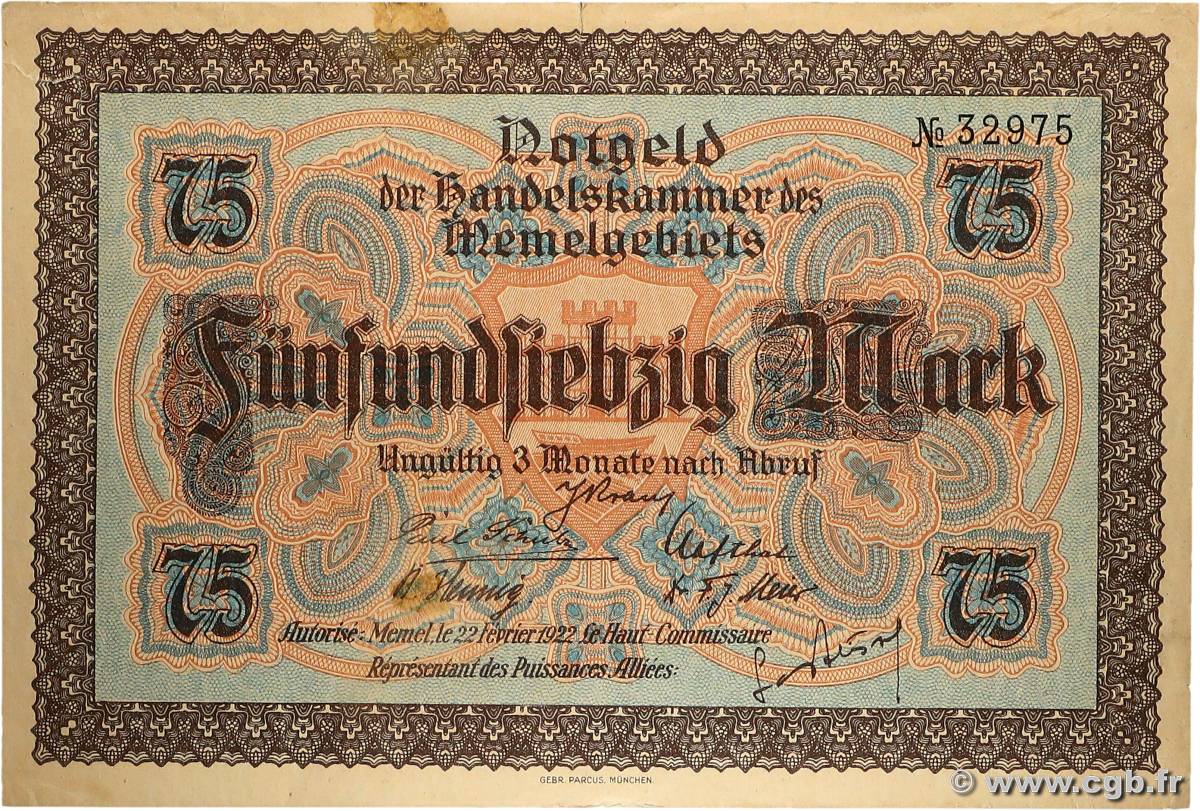 No 32975
75 75
Notgeld
der Handelskammer des
Memelgebiets
Fünfundsiebzig Mark
Ungültig 3 Monate nach Abruf
Autorisé: Memel, le 22 Février 1922 Le Haut-Commissaire
Représentant des Puissances Alliées:
75 75
GEBR. PARCUS, MÜNCHEN.
© www.cgb.fr